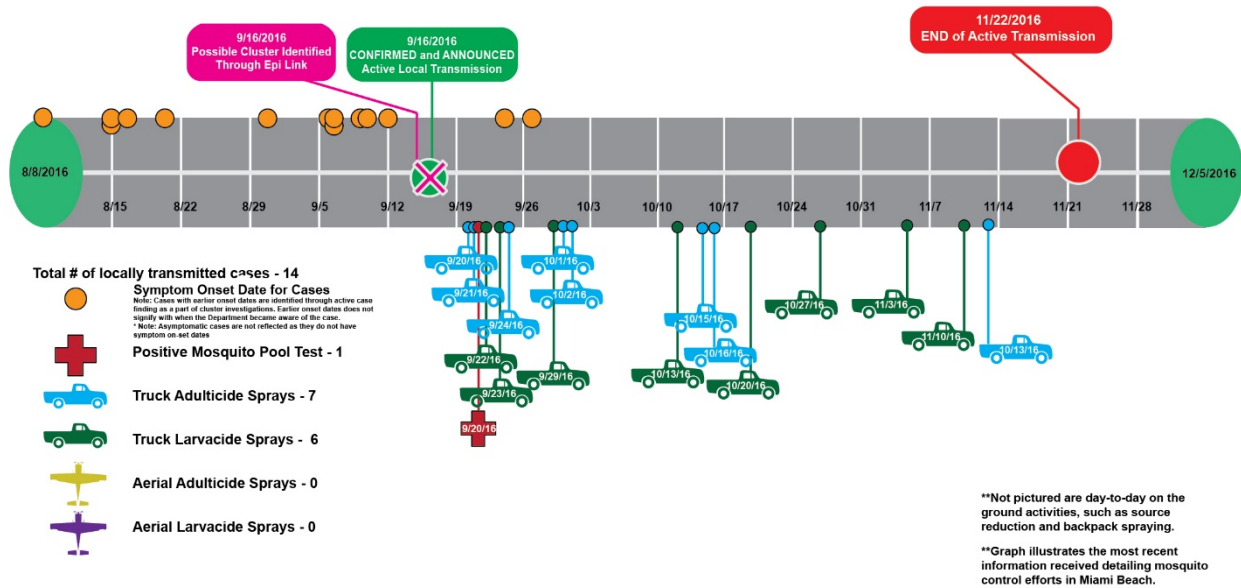 9/16/2016
Possible Cluster Identified
Through Epi Link
9/16/2016
CONFIRMED and ANNOUNCED
Active Local Transmission
11/22/2016
END of Active Transmission
8/8/2016
12/5/2016
8/15
8/22
8/29
9/5
9/12
9/19
9/26
10/3
10/10
10/17
10/24
10/31
11/7
11/14
11/21
11/28
9/20/16
9/21/16
9/24/16
9/22/16
9/23/16
9/20/16
10/1/16
10/2/16
9/29/16
10/15/16
10/16/16
10/13/16
10/20/16
10/27/16
11/3/16
11/10/16
10/13/16
Total # of locally transmitted cases - 14
Symptom Onset Date for Cases
Note: Cases with earlier onset dates are identified through active case
finding as a part of cluster investigations. Earlier onset dates does not
signify with when the Department became aware of the case.
* Note: Asymptomatic cases are not reflected as they do not have
symptom on-set dates
Positive Mosquito Pool Test - 1
Truck Adulticide Sprays - 7
Truck Larvacide Sprays - 6
Aerial Adulticide Sprays - 0
Aerial Larvacide Sprays - 0
**Not pictured are day-to-day on the
ground activities, such as source
reduction and backpack spraying.
**Graph illustrates the most recent
information received detailing mosquito
control efforts in Miami Beach.